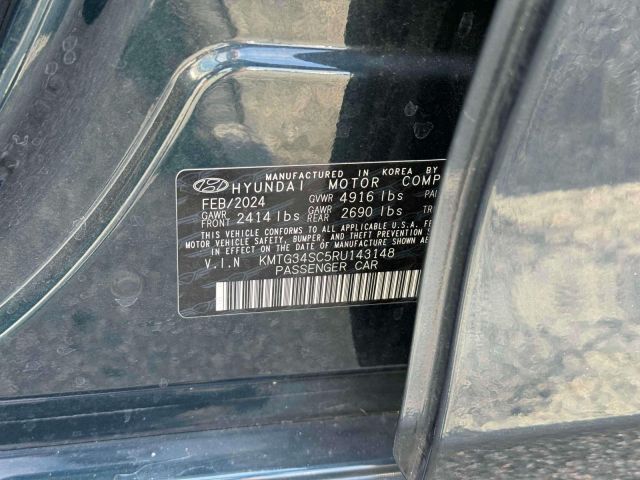 MANUFACTURED IN KOREA BY
HYUNDAI MOTOR COMP
FEB/2024 GVWR 4916 lbs
GAWR FRONT 2414 lbs GAWR REAR 2690 lbs
THIS VEHICLE CONFORMS TO ALL APPLICABLE U.S.A. FE
MOTOR VEHICLE SAFETY, BUMPER, AND THEFT PREVENTION S
IN EFFECT ON THE DATE OF MANUFACTURE SHOWN ABOVE
V.I.N KMTG34SC5RU143148
PASSENGER CAR